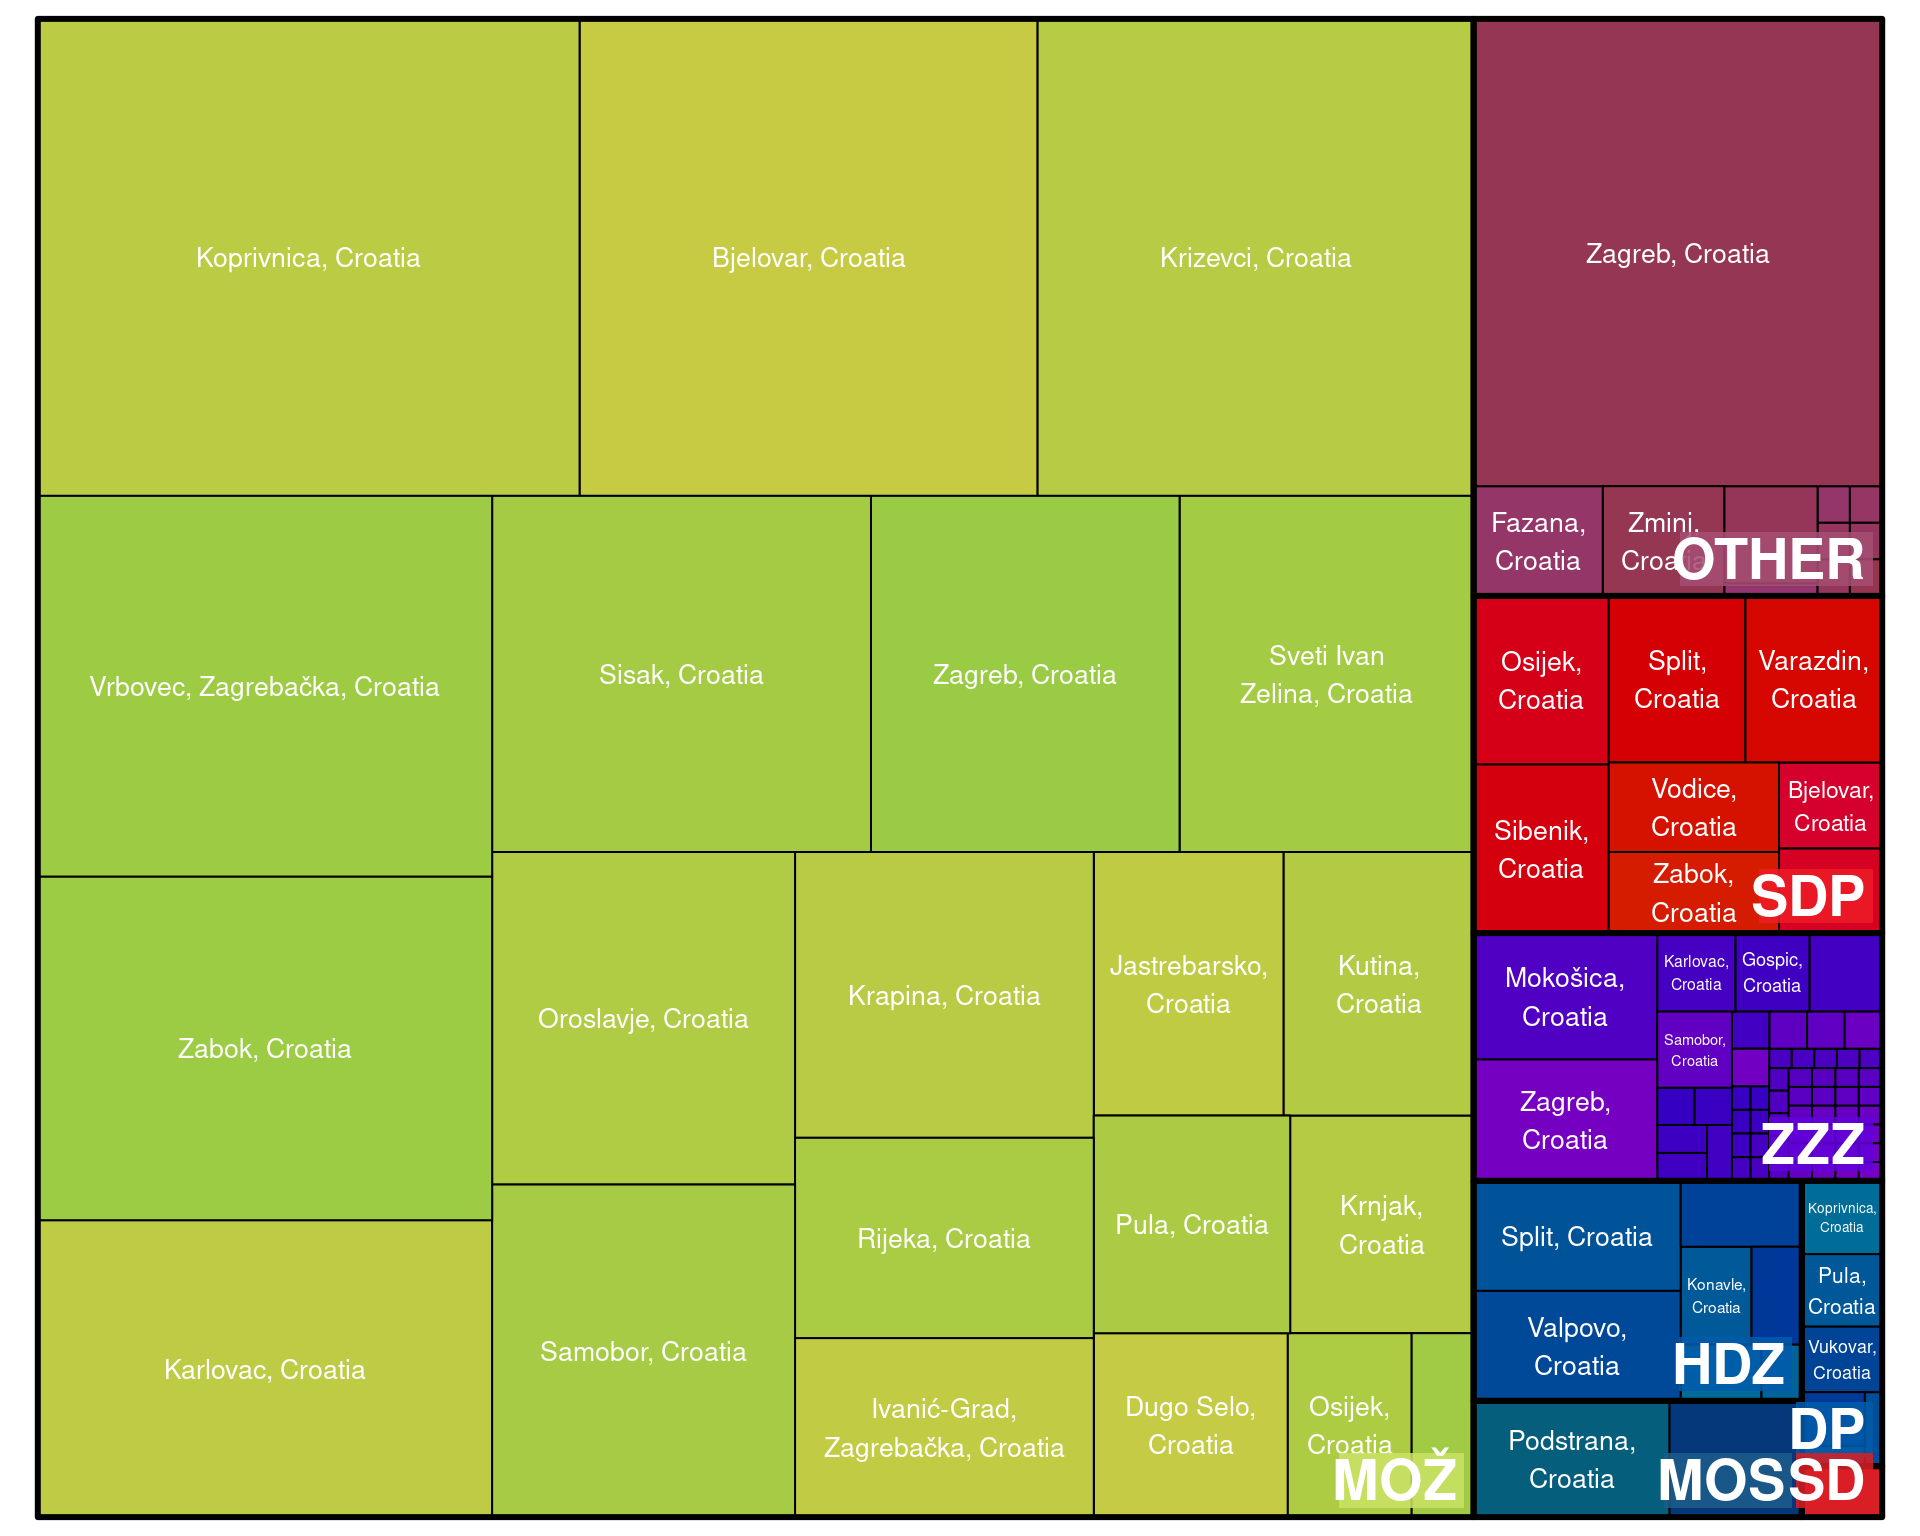 Koprivnica, Croatia
Bjelovar, Croatia
Krizevci, Croatia
Vrbovec, Zagrebačka, Croatia
Sisak, Croatia
Zagreb, Croatia
Sveti Ivan
Zelina, Croatia
Zabok, Croatia
Karlovac, Croatia
Oroslavje, Croatia
Samobor, Croatia
Krapina, Croatia
Rijeka, Croatia
Ivanić-Grad,
Zagrebačka, Croatia
Jastrebarsko,
Croatia
Kutina,
Croatia
Pula, Croatia
Krnjak,
Croatia
Dugo Selo,
Croatia
Osijek,
Croatia
MOŽ
Zagreb, Croatia
Fazana,
Croatia
Zmini,
Croatia
OTHER
Osijek,
Croatia
Split,
Croatia
Varazdin,
Croatia
Sibenik,
Croatia
Vodice,
Croatia
Bjelovar,
Croatia
Zabok,
Croatia
SDP
Mokošica,
Croatia
Karlovac,
Croatia
Gospic,
Croatia
Samobor,
Croatia
Zagreb,
Croatia
ZZZ
Split, Croatia
Konavle,
Croatia
Valpovo,
Croatia
HDZ
Koprivnica,
Croatia
Pula,
Croatia
Vukovar,
Croatia
DP
Podstrana,
Croatia
MOS
SD